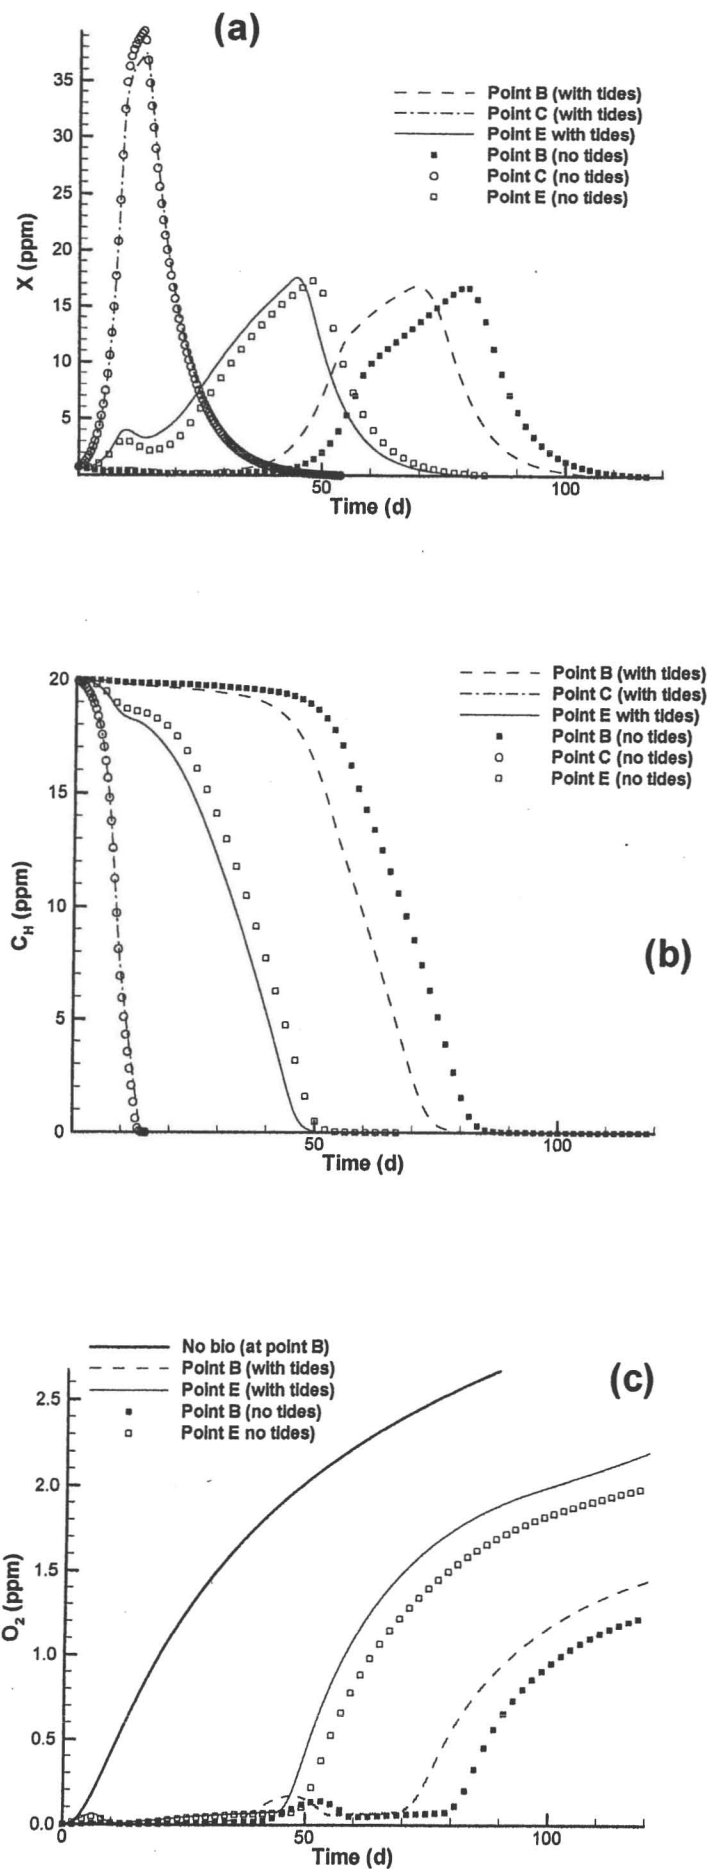 (a)
35
30
25
20
15
10
5
X (ppm)
Point B (with tides)
Point C (with tides)
Point E with tides)
Point B (no tides)
Point C (no tides)
Point E (no tides)
50
100
Time (d)
20
15
10
5
0
C_H (ppm)
Point B (with tides)
Point C (with tides)
Point E with tides)
Point B (no tides)
Point C (no tides)
Point E (no tides)
(b)
50
100
Time (d)
No bio (at point B)
Point B (with tides)
Point E (with tides)
Point B (no tides)
Point E no tides)
(c)
2.5
2.0
1.5
1.0
0.5
0.0
O₂ (ppm)
0
50
100
Time (d)